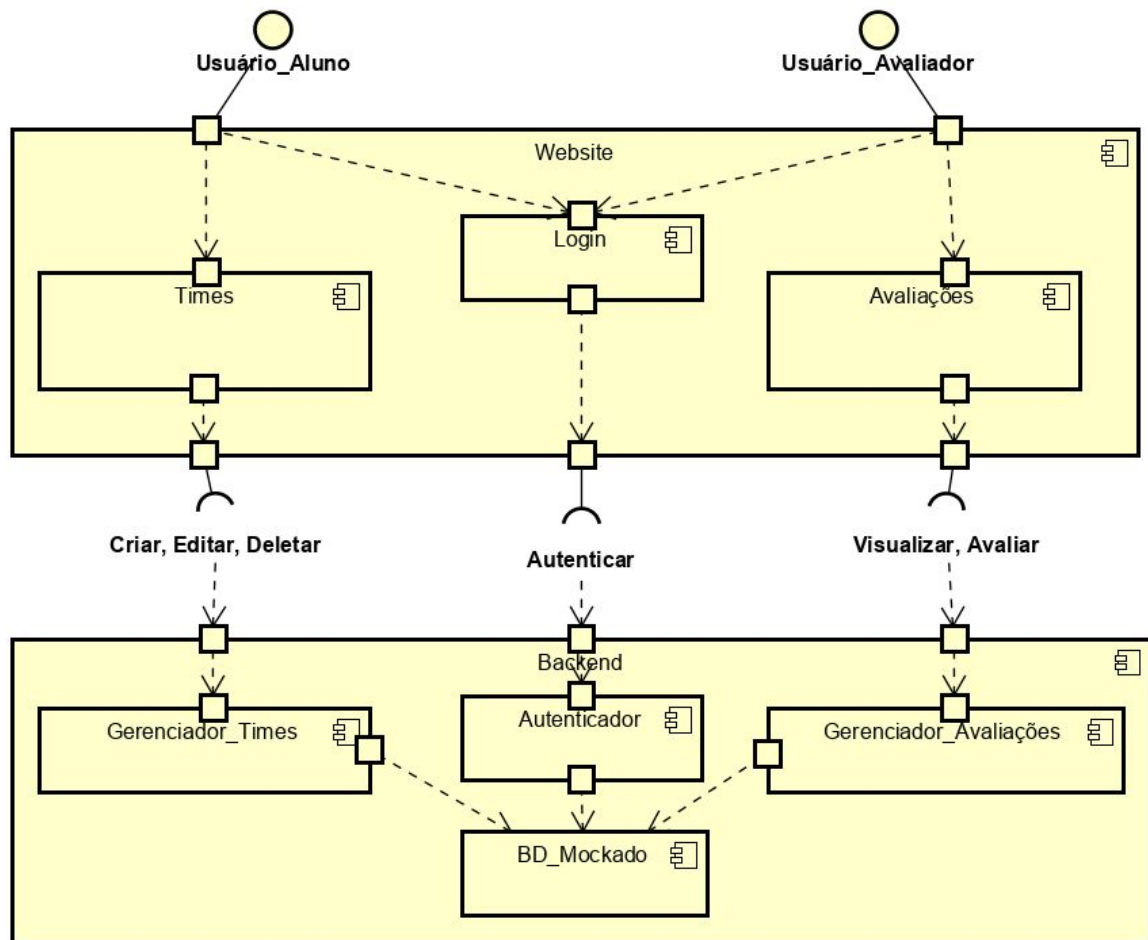 Usuário_Aluno
Usuário_Avaliador
Website
Login
Times
Avaliações
Criar, Editar, Deletar
Autenticar
Visualizar, Avaliar
Backend
Gerenciador_Times
Autenticador
Gerenciador_Avaliações
BD_Mockado